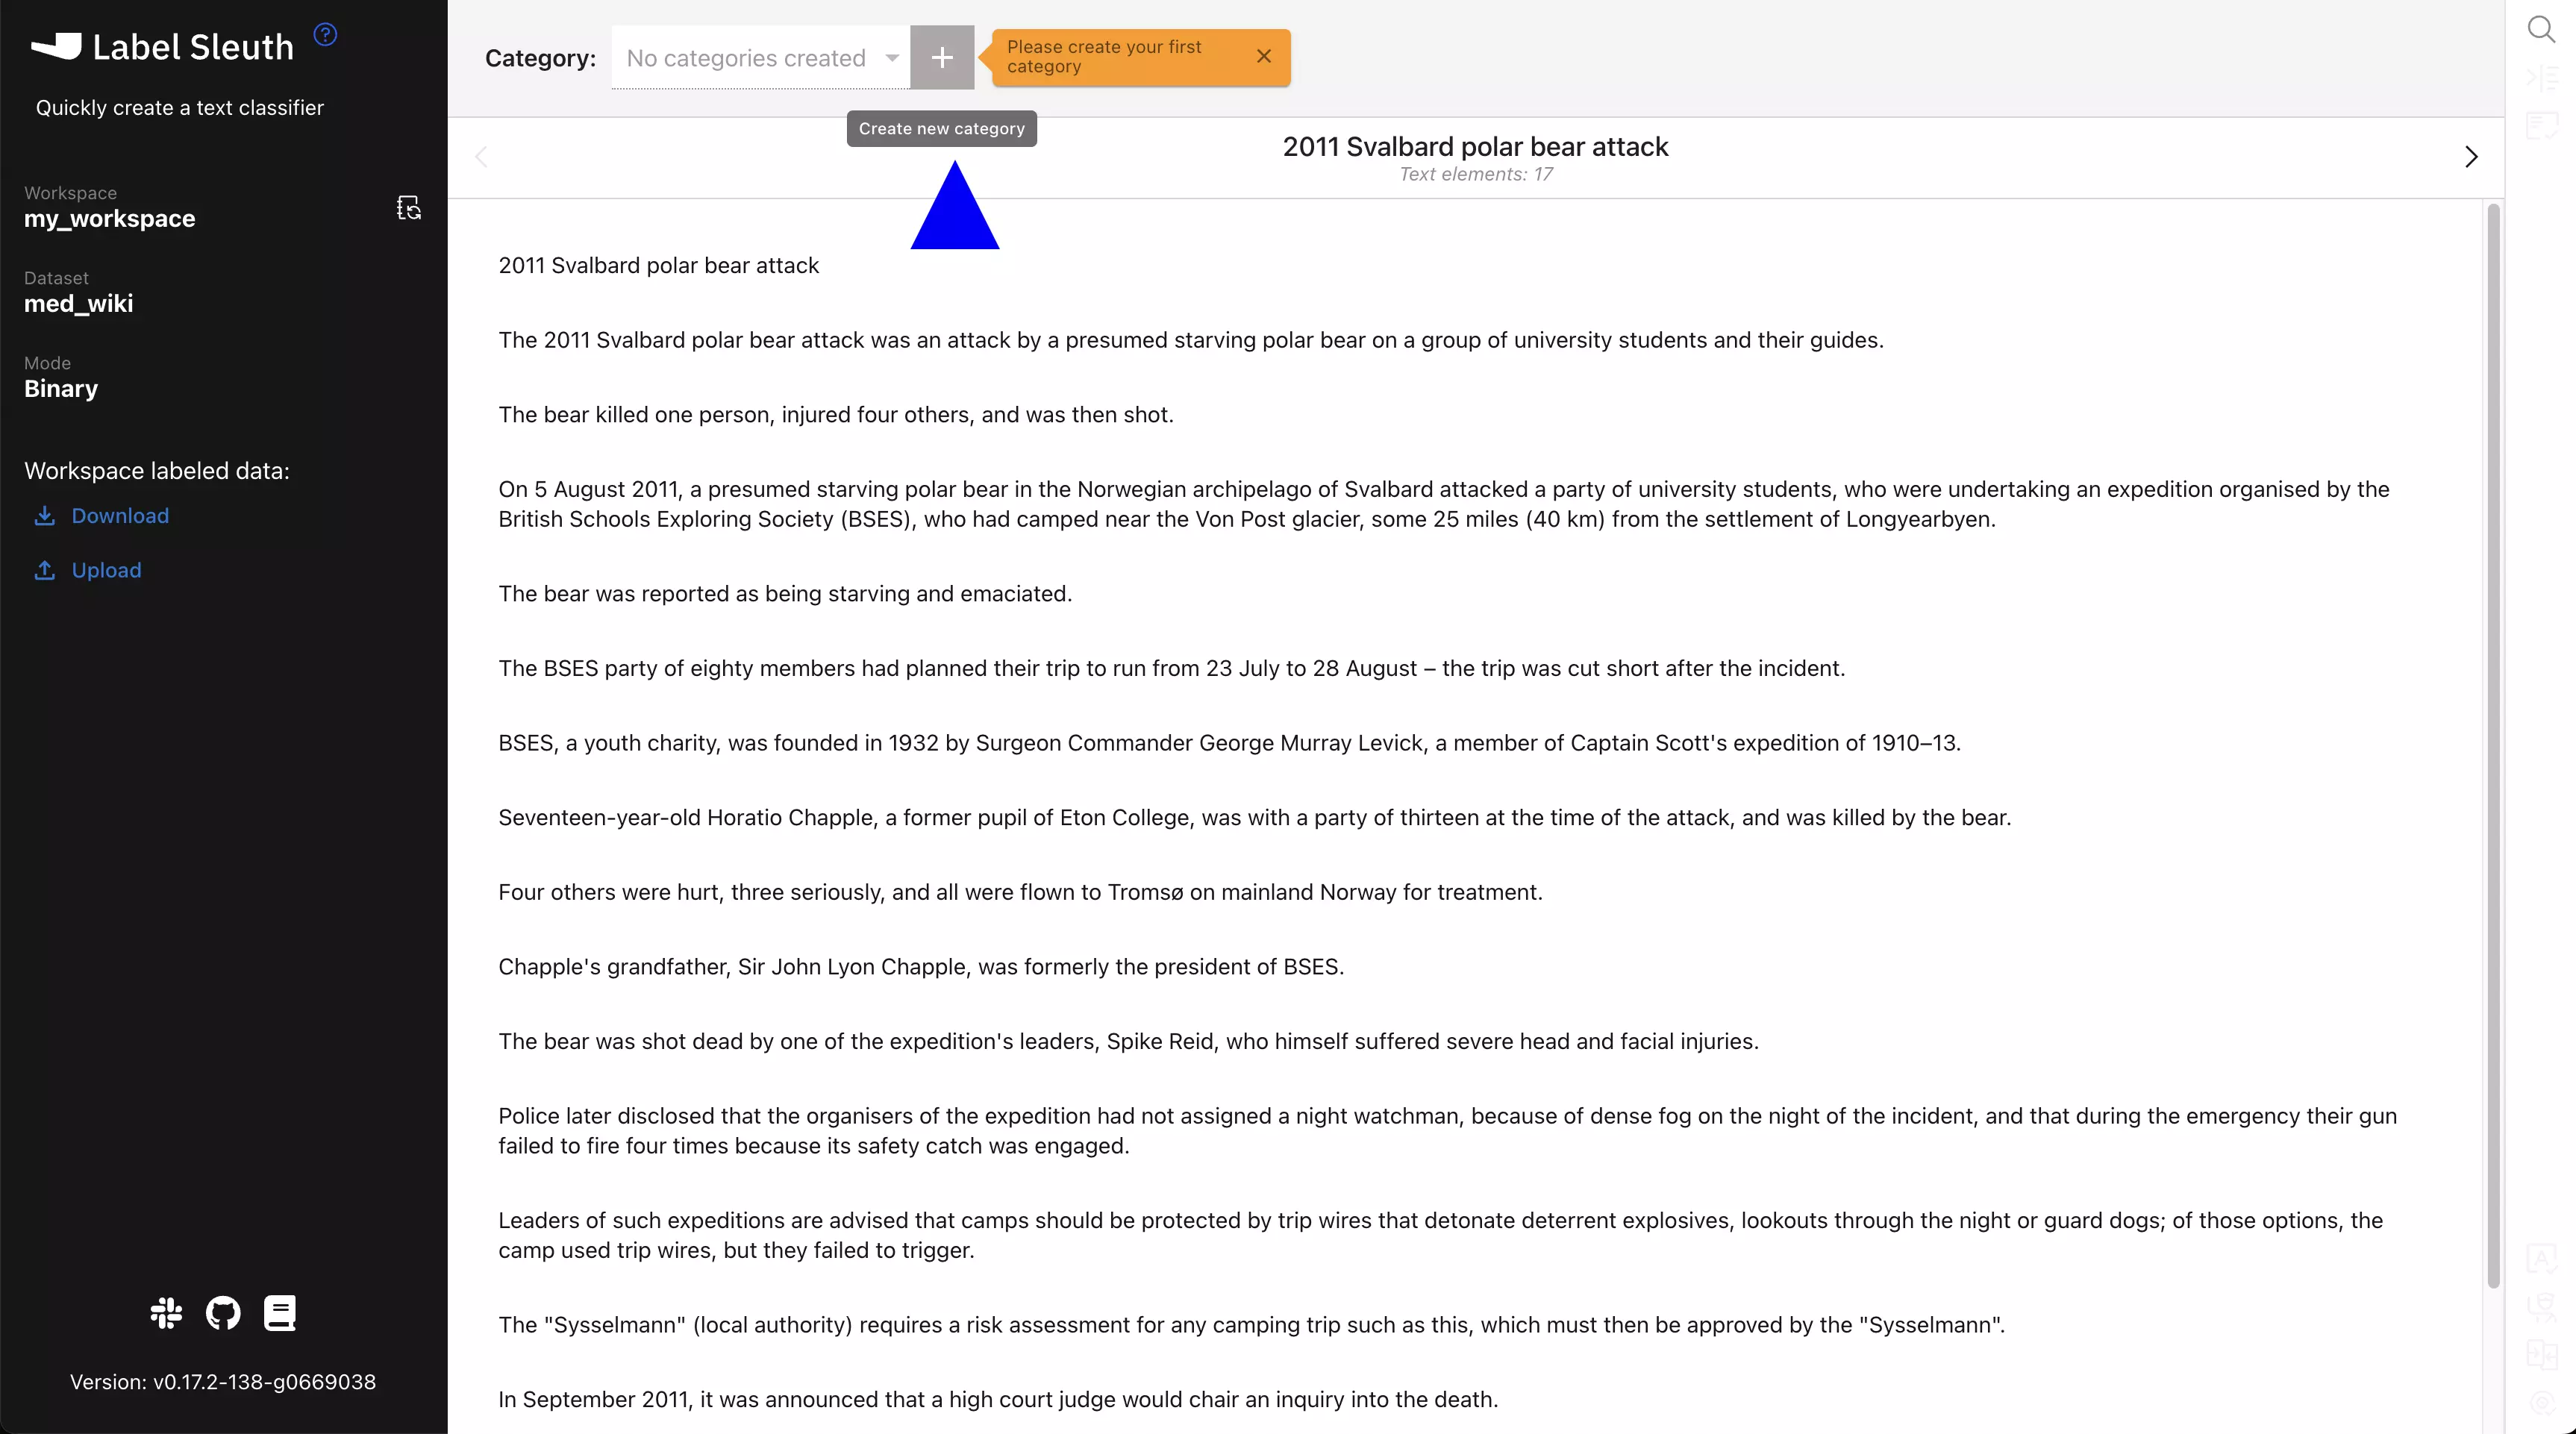 Label Sleuth
?
Quickly create a text classifier
Workspace
my_workspace
Dataset
med_wiki
Mode
Binary
Workspace labeled data:
Download
Upload
Version: v0.17.2-138-g0669038
Category:
No categories created
Please create your first
category
Create new category
2011 Svalbard polar bear attack
Text elements: 17
2011 Svalbard polar bear attack
The 2011 Svalbard polar bear attack was an attack by a presumed starving polar bear on a group of university students and their guides.
The bear killed one person, injured four others, and was then shot.
On 5 August 2011, a presumed starving polar bear in the Norwegian archipelago of Svalbard attacked a party of university students, who were undertaking an expedition organised by the
British Schools Exploring Society (BSES), who had camped near the Von Post glacier, some 25 miles (40 km) from the settlement of Longyearbyen.
The bear was reported as being starving and emaciated.
The BSES party of eighty members had planned their trip to run from 23 July to 28 August – the trip was cut short after the incident.
BSES, a youth charity, was founded in 1932 by Surgeon Commander George Murray Levick, a member of Captain Scott's expedition of 1910–13.
Seventeen-year-old Horatio Chapple, a former pupil of Eton College, was with a party of thirteen at the time of the attack, and was killed by the bear.
Four others were hurt, three seriously, and all were flown to Tromsø on mainland Norway for treatment.
Chapple's grandfather, Sir John Lyon Chapple, was formerly the president of BSES.
The bear was shot dead by one of the expedition's leaders, Spike Reid, who himself suffered severe head and facial injuries.
Police later disclosed that the organisers of the expedition had not assigned a night watchman, because of dense fog on the night of the incident, and that during the emergency their gun
failed to fire four times because its safety catch was engaged.
Leaders of such expeditions are advised that camps should be protected by trip wires that detonate deterrent explosives, lookouts through the night or guard dogs; of those options, the
camp used trip wires, but they failed to trigger.
The "Sysselmann" (local authority) requires a risk assessment for any camping trip such as this, which must then be approved by the "Sysselmann".
In September 2011, it was announced that a high court judge would chair an inquiry into the death.